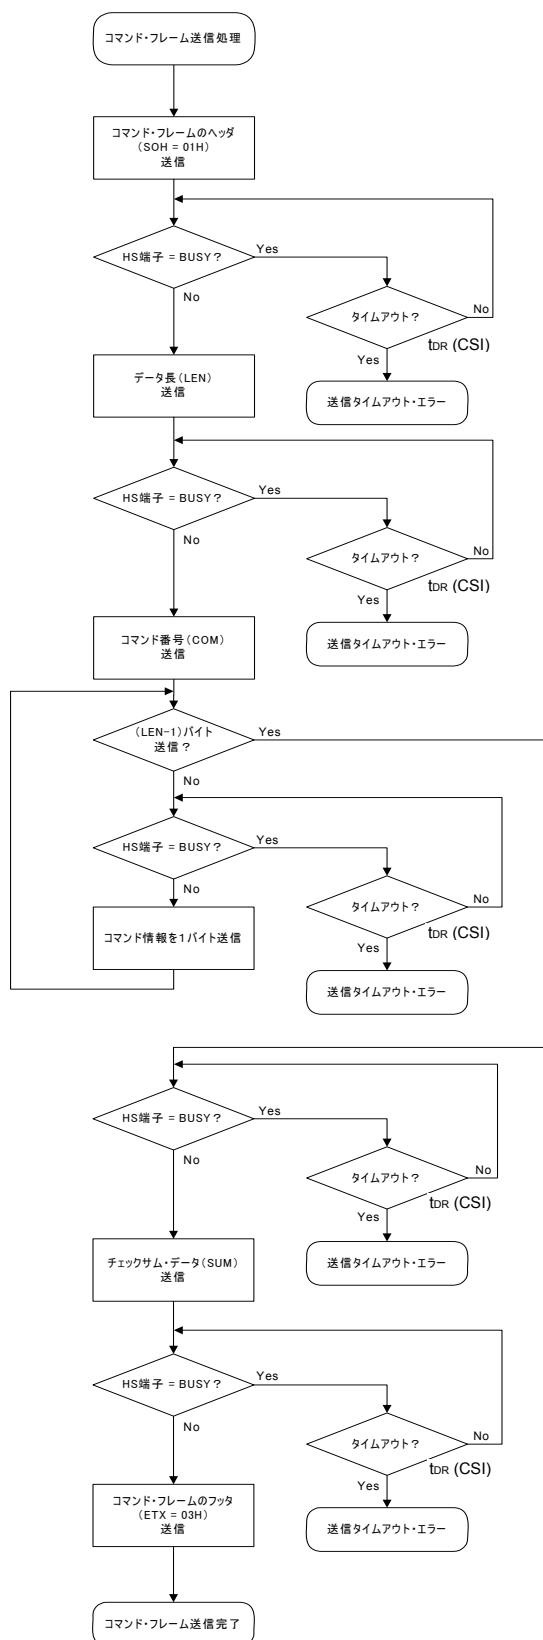 コマンド・フレーム送信処理
コマンド・フレームのヘッダ
(SOH = 01H)
送信
HS端子 = BUSY?
Yes
No
タイムアウト?
No
tDR (CSI)
Yes
データ長(LEN)
送信
送信タイムアウト・エラー
HS端子 = BUSY?
Yes
No
タイムアウト?
No
tDR (CSI)
Yes
コマンド番号(COM)
送信
送信タイムアウト・エラー
(LEN-1)バイト
送信?
Yes
No
HS端子 = BUSY?
Yes
No
タイムアウト?
No
tDR (CSI)
Yes
コマンド情報を1バイト送信
送信タイムアウト・エラー
HS端子 = BUSY?
Yes
No
タイムアウト?
No
tDR (CSI)
Yes
チェックサム・データ(SUM)
送信
送信タイムアウト・エラー
HS端子 = BUSY?
Yes
No
タイムアウト?
No
tDR (CSI)
Yes
コマンド・フレームのフッタ
(ETX = 03H)
送信
送信タイムアウト・エラー
コマンド・フレーム送信完了